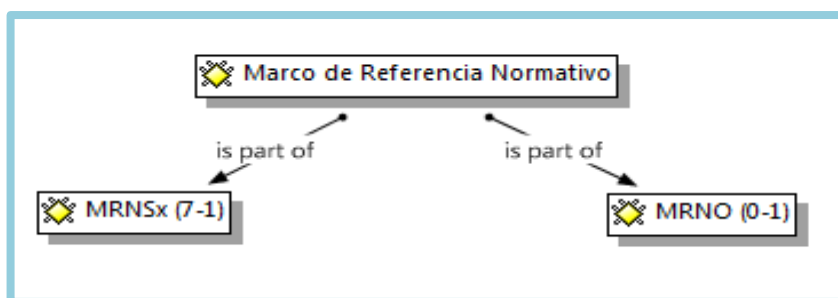 Marco de Referencia Normativo
is part of
is part of
MRNSx (7-1)
MRNO (0-1)